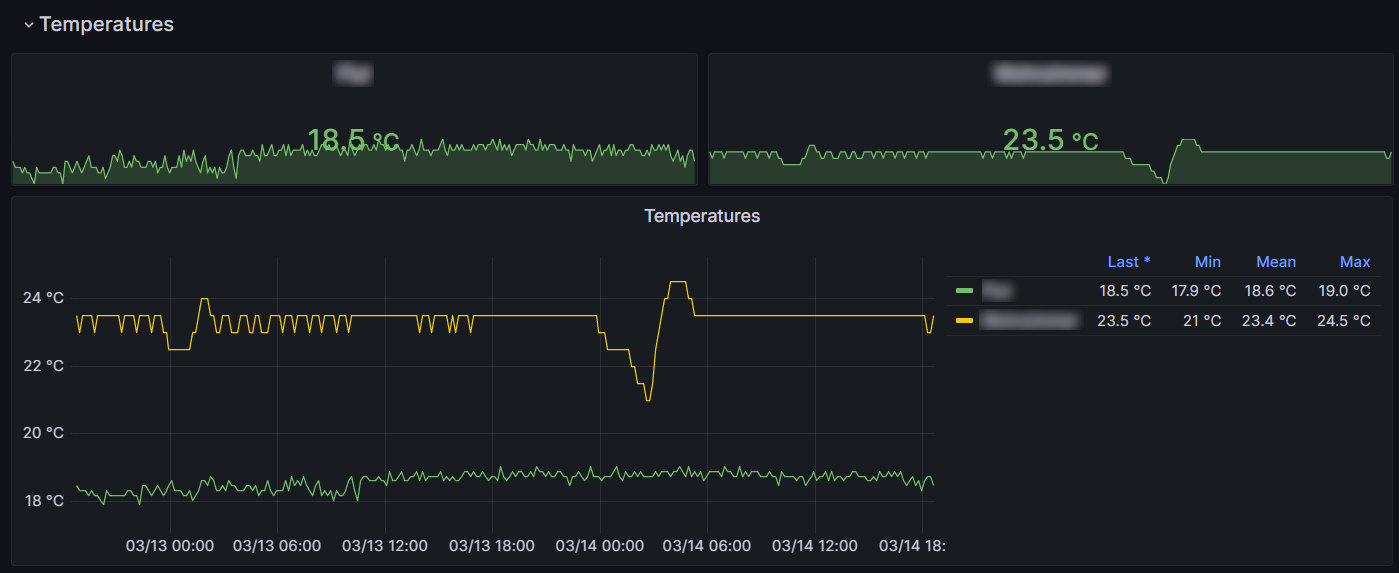 Temperatures
18.5 °C
23.5 °C
Temperatures
Last * Min Mean Max
18.5 °C 17.9 °C 18.6 °C 19.0 °C
23.5 °C 21 °C 23.4 °C 24.5 °C
24 °C
22 °C
20 °C
18 °C
03/13 00:00 03/13 06:00 03/13 12:00 03/13 18:00 03/14 00:00 03/14 06:00 03/14 12:00 03/14 18: